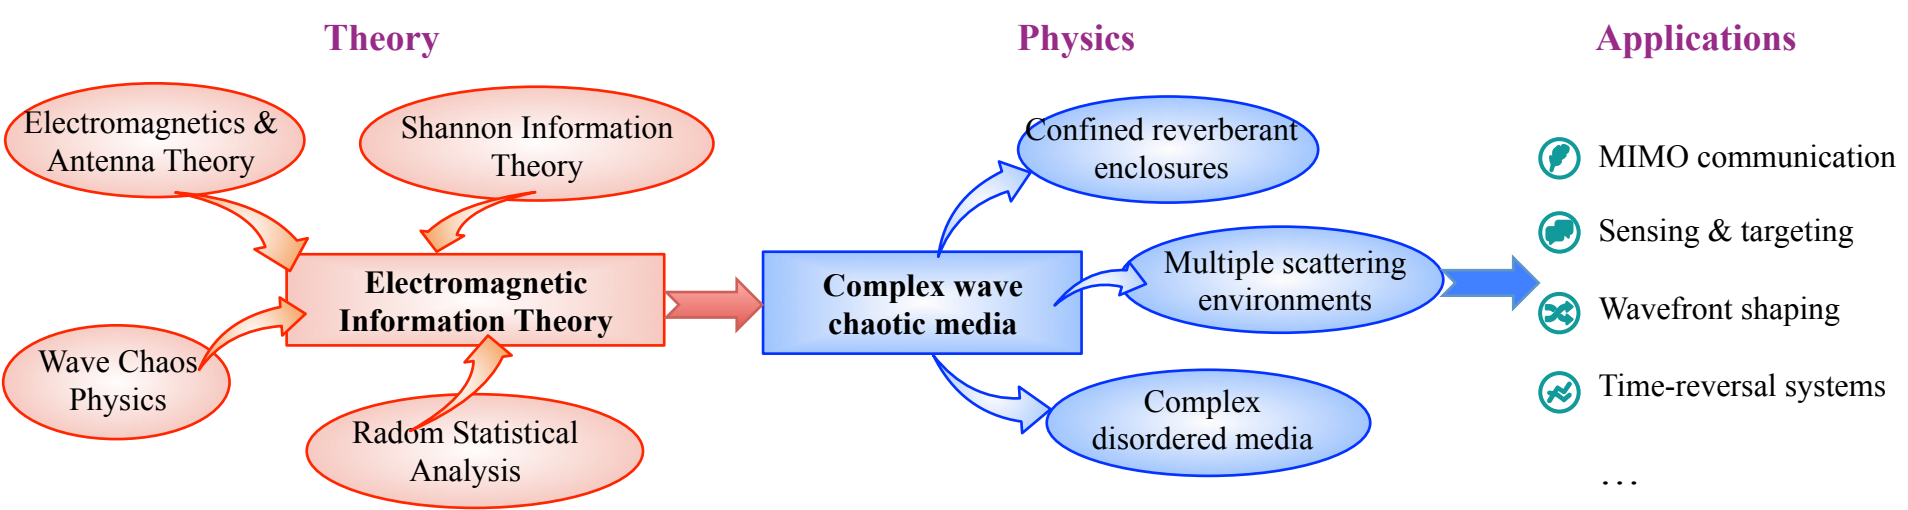 Theory
Physics
Applications
Electromagnetics &
Antenna Theory
Shannon Information
Theory
Electromagnetic
Information Theory
Wave Chaos
Physics
Radom Statistical
Analysis
Confined reverberant
enclosures
Complex wave
chaotic media
Multiple scattering
environments
Complex
disordered media
MIMO communication
Sensing & targeting
Wavefront shaping
Time-reversal systems
…